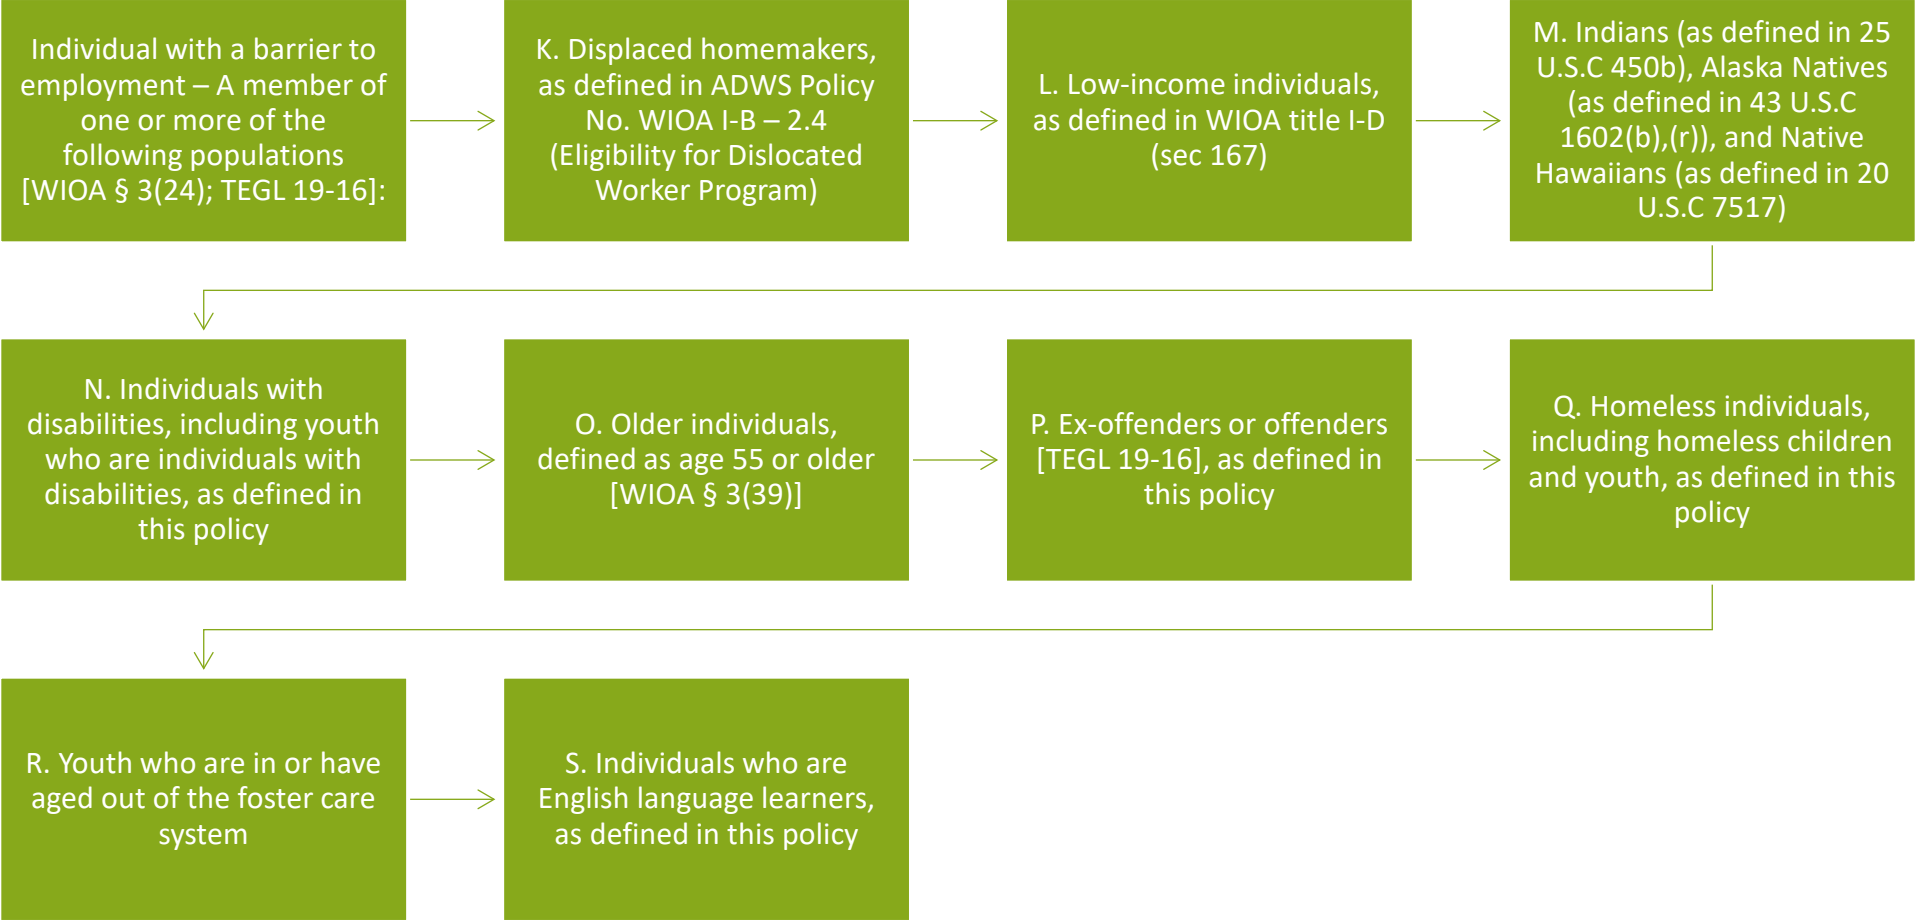 Individual with a barrier to
employment – A member of
one or more of the
following populations
[WIOA § 3(24); TEGL 19-16]:
K. Displaced homemakers,
as defined in ADWS Policy
No. WIOA I-B – 2.4
(Eligibility for Dislocated
Worker Program)
L. Low-income individuals,
as defined in WIOA title I-D
(sec 167)
M. Indians (as defined in 25
U.S.C 450b), Alaska Natives
(as defined in 43 U.S.C
1602(b),(r)), and Native
Hawaiians (as defined in 20
U.S.C 7517)
N. Individuals with
disabilities, including youth
who are individuals with
disabilities, as defined in
this policy
O. Older individuals,
defined as age 55 or older
[WIOA § 3(39)]
P. Ex-offenders or offenders
[TEGL 19-16], as defined in
this policy
Q. Homeless individuals,
including homeless children
and youth, as defined in this
policy
R. Youth who are in or have
aged out of the foster care
system
S. Individuals who are
English language learners,
as defined in this policy